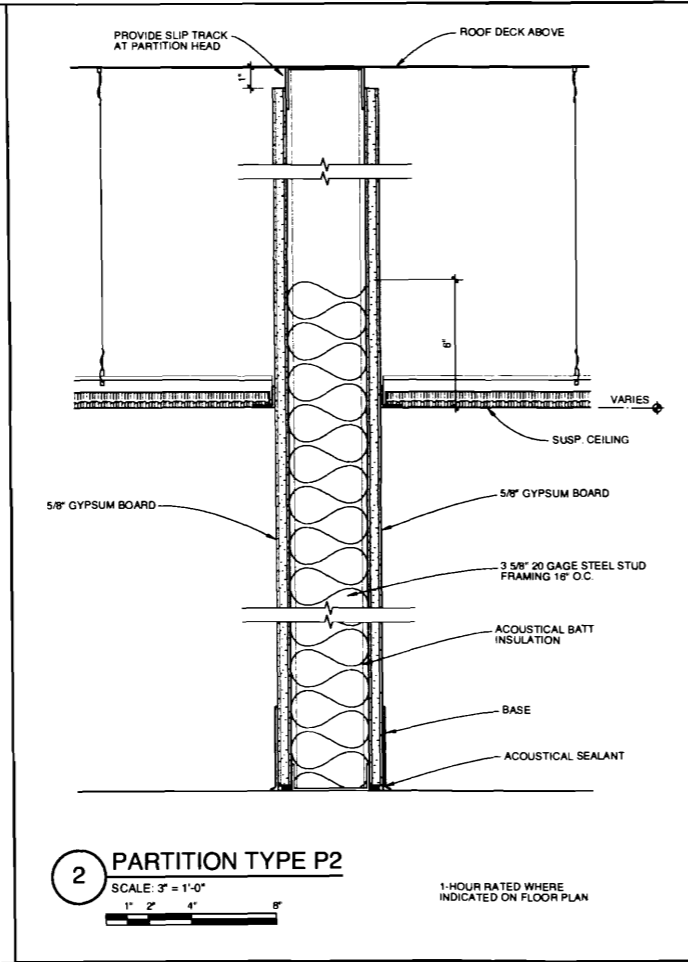 PROVIDE SLIP TRACK
AT PARTITION HEAD
ROOF DECK ABOVE
1"
6"
VARIES
SUSP. CEILING
5/8" GYPSUM BOARD
5/8" GYPSUM BOARD
3 5/8" 20 GAGE STEEL STUD
FRAMING 16" O.C.
ACOUSTICAL BATT
INSULATION
BASE
ACOUSTICAL SEALANT
2
PARTITION TYPE P2
SCALE: 3" = 1'-0"
1" 2" 4" 8"
1-HOUR RATED WHERE
INDICATED ON FLOOR PLAN